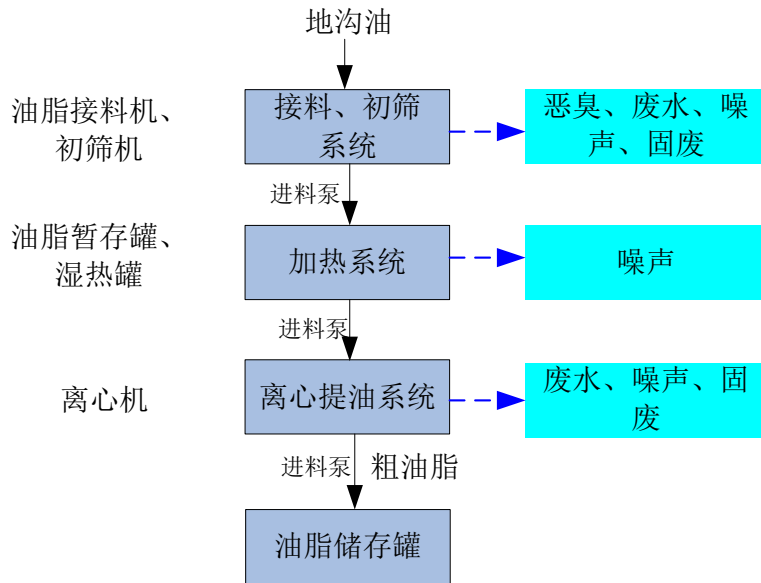 地沟油
油脂接料机、
初筛机
接料、初筛
系统
恶臭、废水、噪
声、固废
进料泵
油脂暂存罐、
湿热罐
加热系统
噪声
进料泵
离心机
离心提油系统
废水、噪声、固
废
进料泵
粗油脂
油脂储存罐